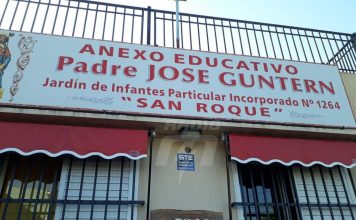 ANEXO EDUCATIVO
Padre JOSE GUNTERN
Jardín de Infantes Particular Incorporado Nº 1264
"SAN ROQUE"